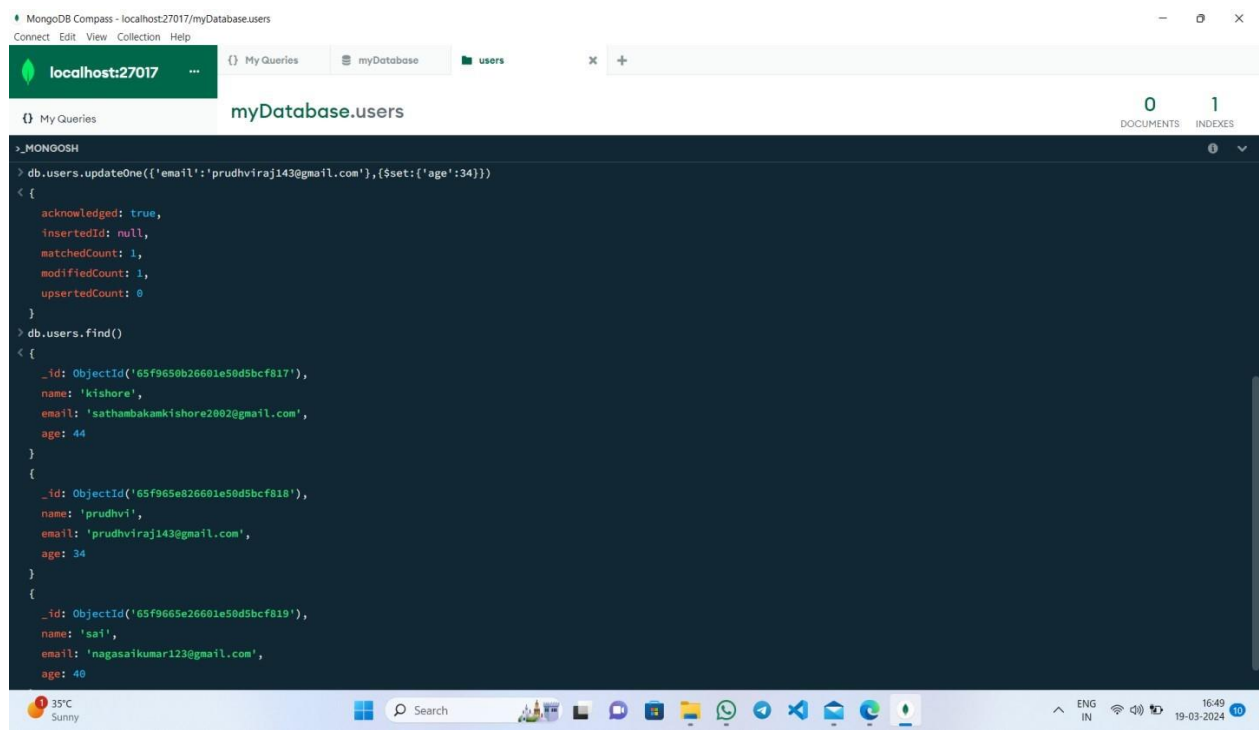 MongoDB Compass - localhost:27017/myDatabase.users
Connect Edit View Collection Help
localhost:27017 ...
{} My Queries
myDatabase
users
{} My Queries
myDatabase.users
0
DOCUMENTS
1
INDEXES
>_MONGOSH
> db.users.updateOne({'email':'prudhviraj143@gmail.com'},{$set:{'age':34}})
< {
acknowledged: true,
insertedId: null,
matchedCount: 1,
modifiedCount: 1,
upsertedCount: 0
}
> db.users.find()
< {
_id: ObjectId('65f9650b26601e50d5bcf817'),
name: 'kishore',
email: 'sathambakamkishore2002@gmail.com',
age: 44
}
{
_id: ObjectId('65f965e826601e50d5bcf818'),
name: 'prudhvi',
email: 'prudhviraj143@gmail.com',
age: 34
}
{
_id: ObjectId('65f9665e26601e50d5bcf819'),
name: 'sai',
email: 'nagasaikumar123@gmail.com',
age: 40
1
35°C
Sunny
Search
ENG
IN
16:49
19-03-2024
10